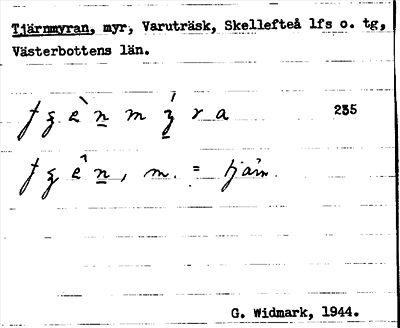 Tjärnmyran, myr, Varuträsk, Skellefteå lfs o. tg,
Västerbottens län.
235
m. = tjärn.
G. Widmark, 1944.